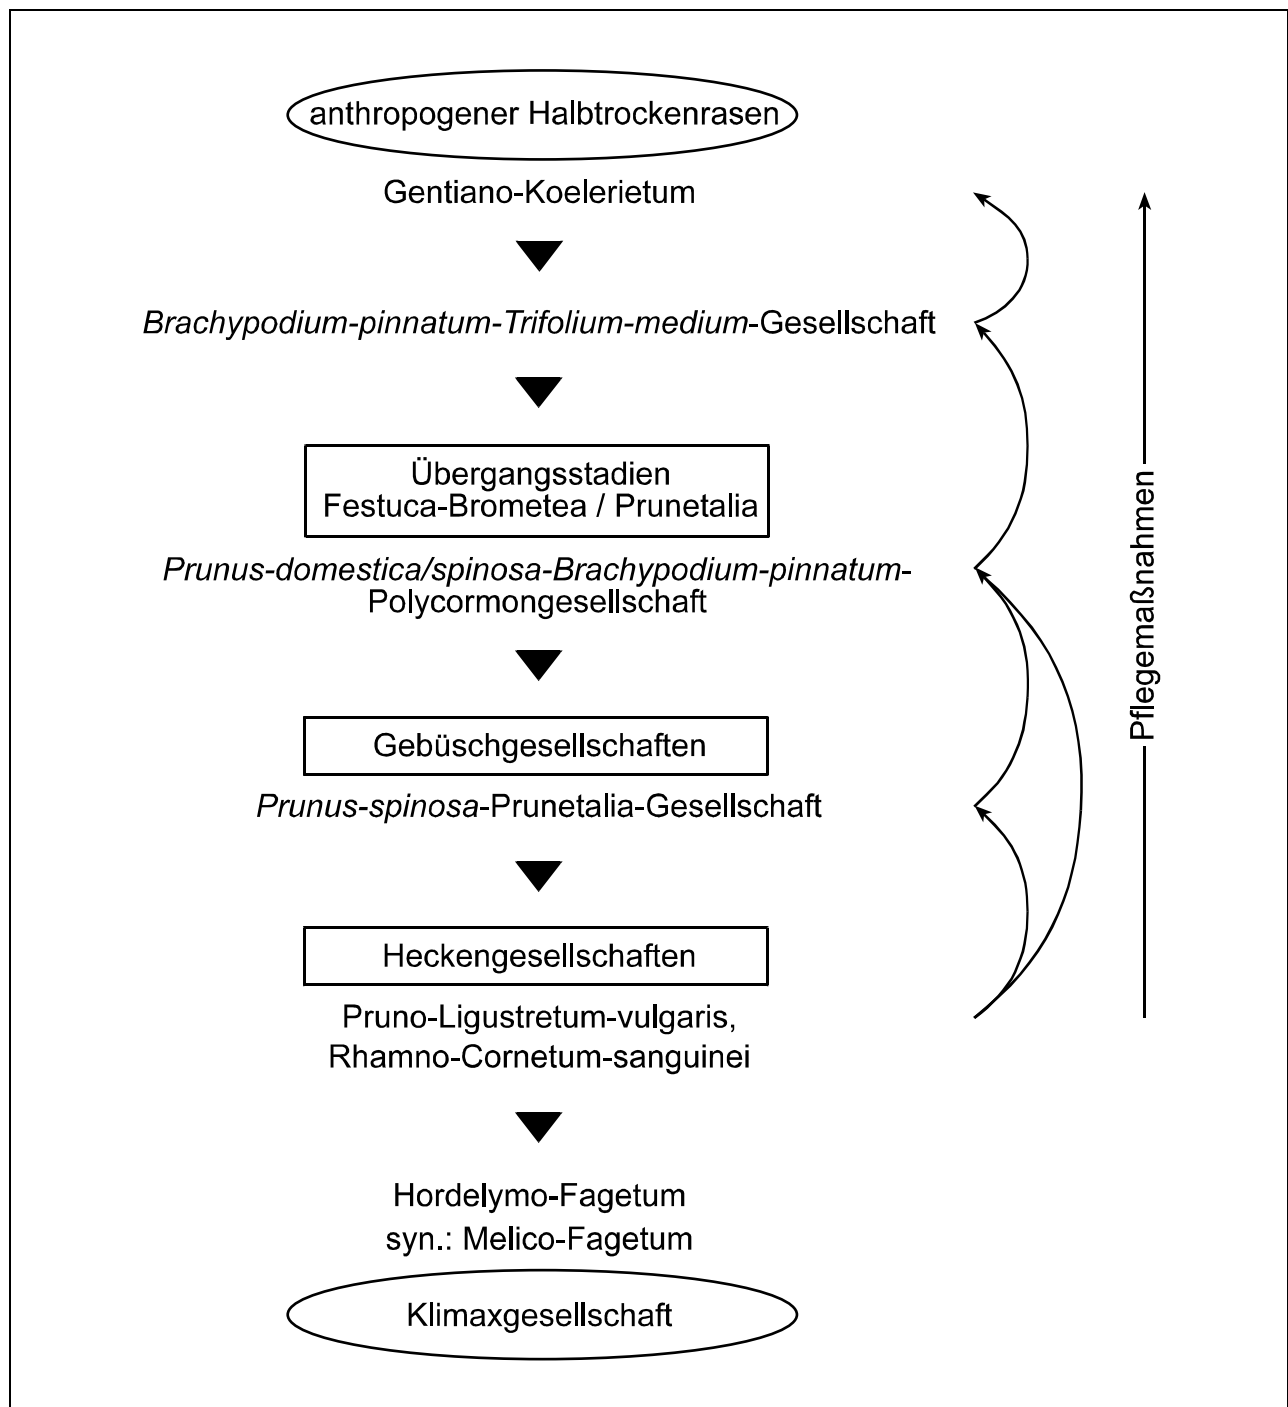 anthropogener Halbtrockenrasen
Gentiano-Koelerietum
Brachypodium-pinnatum-Trifolium-medium-Gesellschaft
Übergangsstadien
Festuca-Brometea / Prunetalia
Prunus-domestica/spinosa-Brachypodium-pinnatum-
Polycormongesellschaft
Gebüschgesellschaften
Prunus-spinosa-Prunetalia-Gesellschaft
Heckengesellschaften
Pruno-Ligustretum-vulgaris,
Rhamno-Cornetum-sanguinei
Hordelymo-Fagetum
syn.: Melico-Fagetum
Klimaxgesellschaft
Pflegemaßnahmen